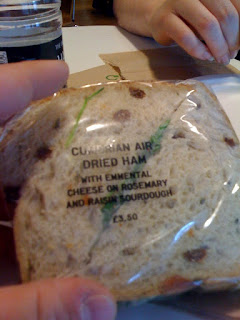 CUMBRIAN AIR-
DRIED HAM
WITH EMMENTAL
CHEESE ON ROSEMARY
AND RAISIN SOURDOUGH
£3.50